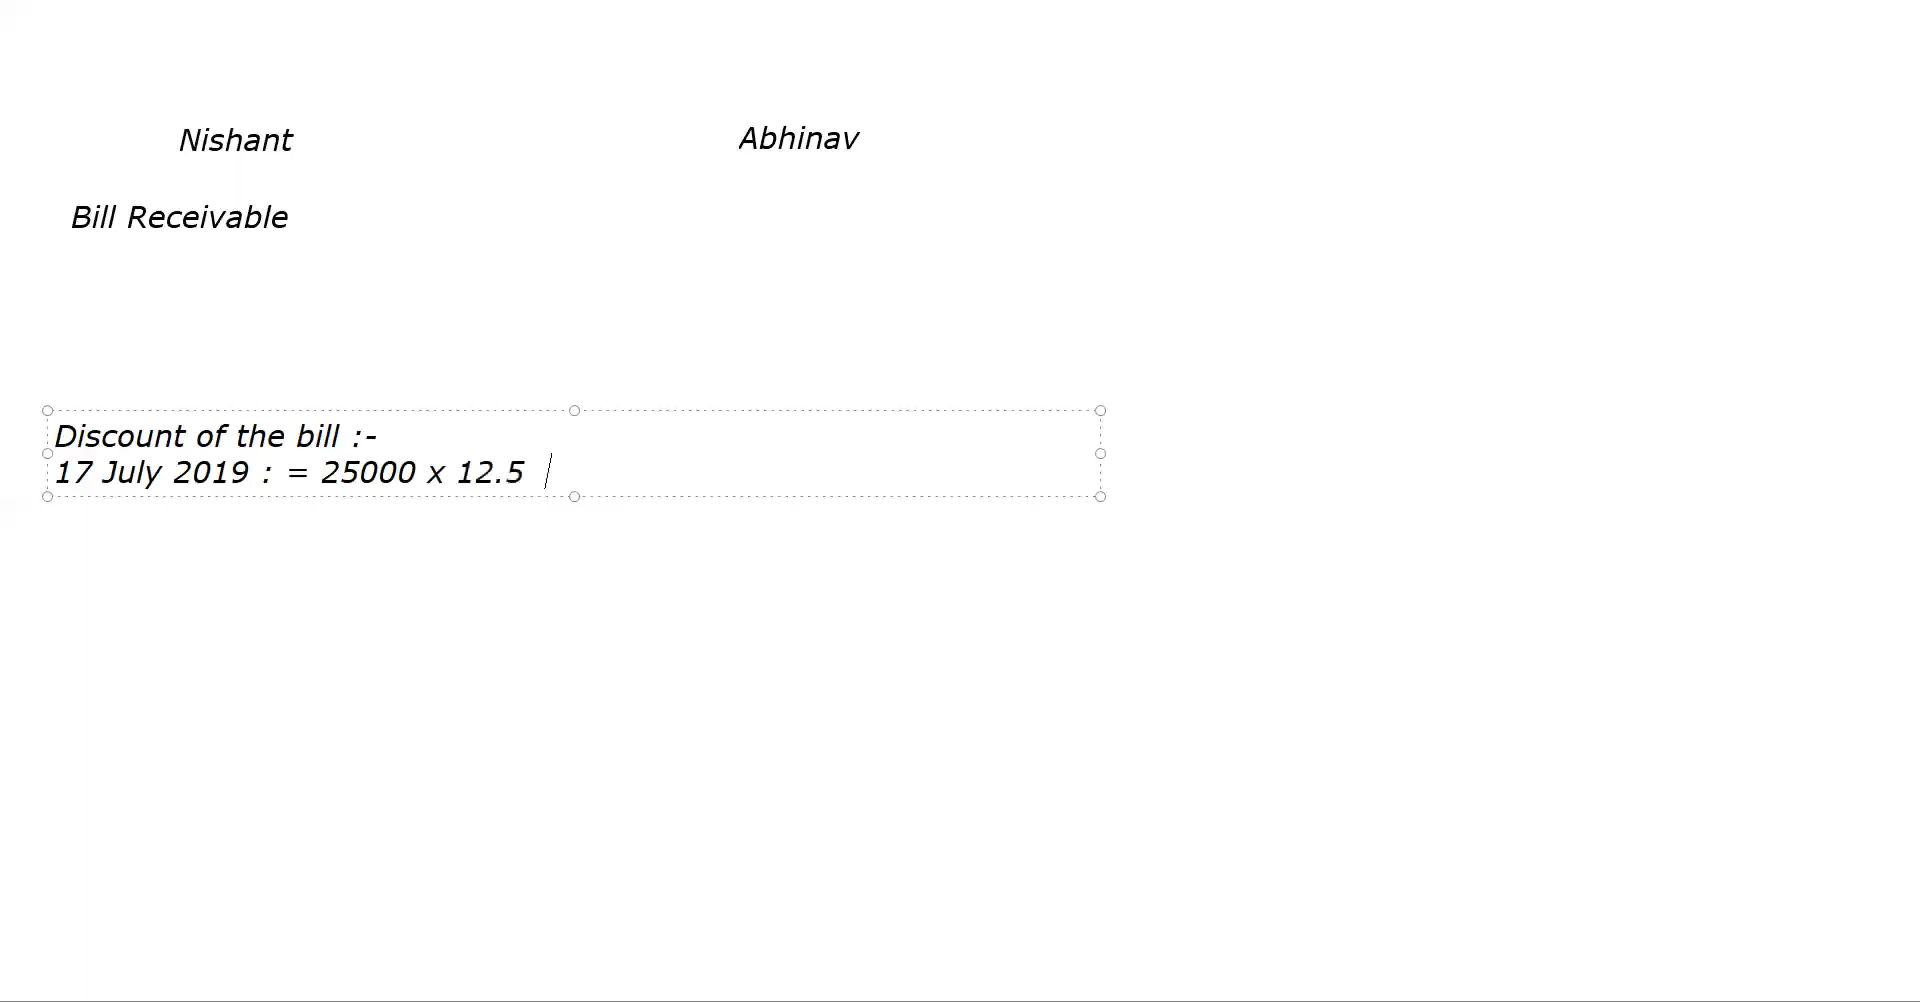 Nishant Abhinav
Bill Receivable
Discount of the bill :-
17 July 2019 : = 25000 x 12.5